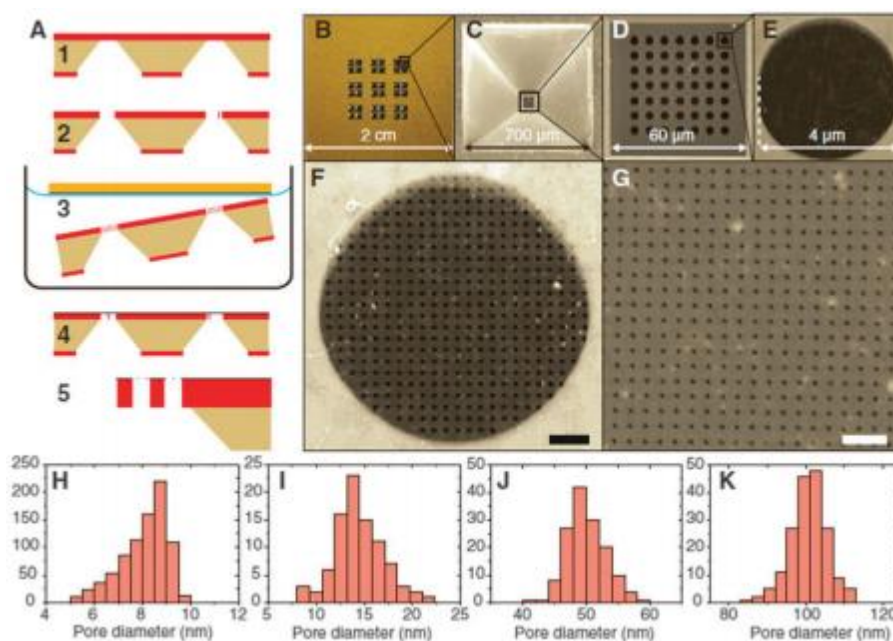 A
1
2
3
4
5
B
2 cm
C
700 µm
D
60 µm
E
4 µm
F
G
H
250
200
150
100
50
0
4 6 8 10 12
Pore diameter (nm)
I
25
20
15
10
5
0
5 10 15 20 25
Pore diameter (nm)
J
50
40
30
20
10
0
40 50 60
Pore diameter (nm)
K
50
40
30
20
10
0
80 100 120
Pore diameter (nm)